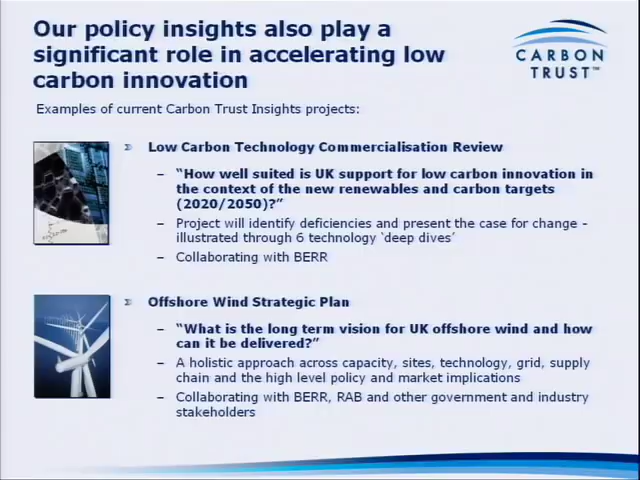 Our policy insights also play a
significant role in accelerating low
carbon innovation
CARBON
TRUST™
Examples of current Carbon Trust Insights projects:
Low Carbon Technology Commercialisation Review
– “How well suited is UK support for low carbon innovation in
the context of the new renewables and carbon targets
(2020/2050)?”
– Project will identify deficiencies and present the case for change -
illustrated through 6 technology ‘deep dives’
– Collaborating with BERR
Offshore Wind Strategic Plan
– “What is the long term vision for UK offshore wind and how
can it be delivered?”
– A holistic approach across capacity, sites, technology, grid, supply
chain and the high level policy and market implications
– Collaborating with BERR, RAB and other government and industry
stakeholders